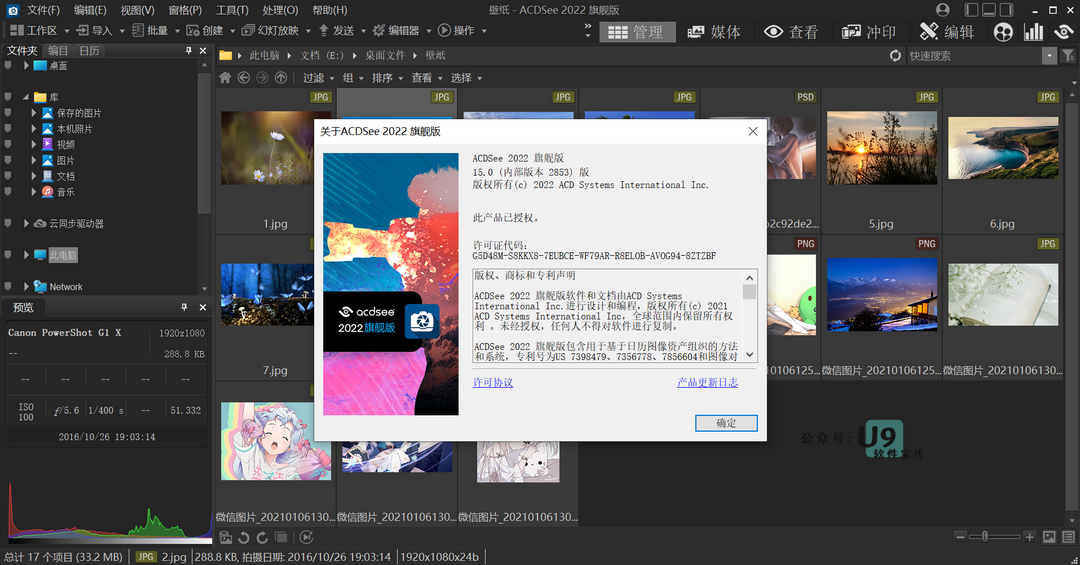 文件(F) 编辑(E) 视图(V) 窗格(P) 工具(T) 处理(O) 帮助(H)
壁纸 - ACDSee 2022 旗舰版
工作区 导入 批量 创建 幻灯放映 发送 编辑器 操作
管理 媒体 查看 冲印 编辑
文件夹 编目 日历
此电脑 文档 (E:) 桌面文件 壁纸
快速搜索
过滤 组 排序 查看 选择
桌面
库
保存的图片
本机照片
视频
图片
文档
音乐
云同步驱动器
此电脑
Network
预览
Canon PowerShot G1 X
1920x1080
--
288.8 KB
-- -- -- -- --
ISO 100
f/5.6
1/400 s
--
51.332
2016/10/26 19:03:14
JPG JPG JPG JPG PSD JPG JPG
1.jpg
b2c92de2...
5.jpg
6.jpg
PNG PNG JPG
7.jpg
0106125...
微信图片_20210106125...
微信图片_20210106130...
微信图片_20210106130...
微信图片_20210106130...
微信图片_20210106130...
关于ACDSee 2022 旗舰版
acdsee
2022旗舰版
ACDSee 2022 旗舰版
15.0 (内部版本 2853) 版
版权所有(c) 2022 ACD Systems International Inc.
此产品已授权。
许可证代码:
G5D48M-S8KKX8-7EUBCE-WF79AR-R8ELOB-AVOG94-8ZTZBF
版权、商标和专利声明
ACDSee 2022 旗舰版软件和文档由ACD Systems
International Inc.进行设计和编程，版权所有(c) 2021
ACD Systems International Inc，全球范围内保留所有权
利 。未经授权，任何人不得对软件进行复制。
ACDSee 2022 旗舰版包含用于基于日历图像资产组织的方法
和系统，专利号为US 7398479、7356778、7856604和图像对
许可协议
产品更新日志
确定
公众号:
U9
软件宝库
总计 17 个项目 (33.2 MB)
JPG
2.jpg
288.8 KB, 拍摄日期: 2016/10/26 19:03:14
1920x1080x24b